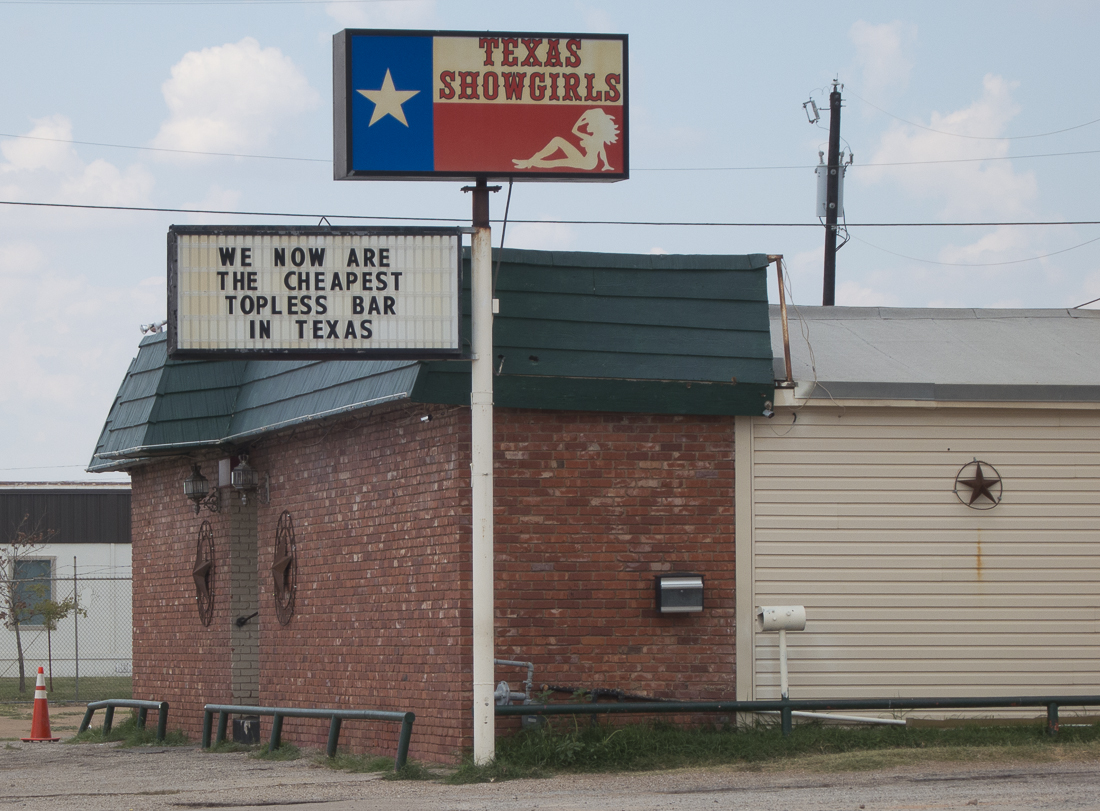 TEXAS
SHOWGIRLS
WE NOW ARE
THE CHEAPEST
TOPLESS BAR
IN TEXAS